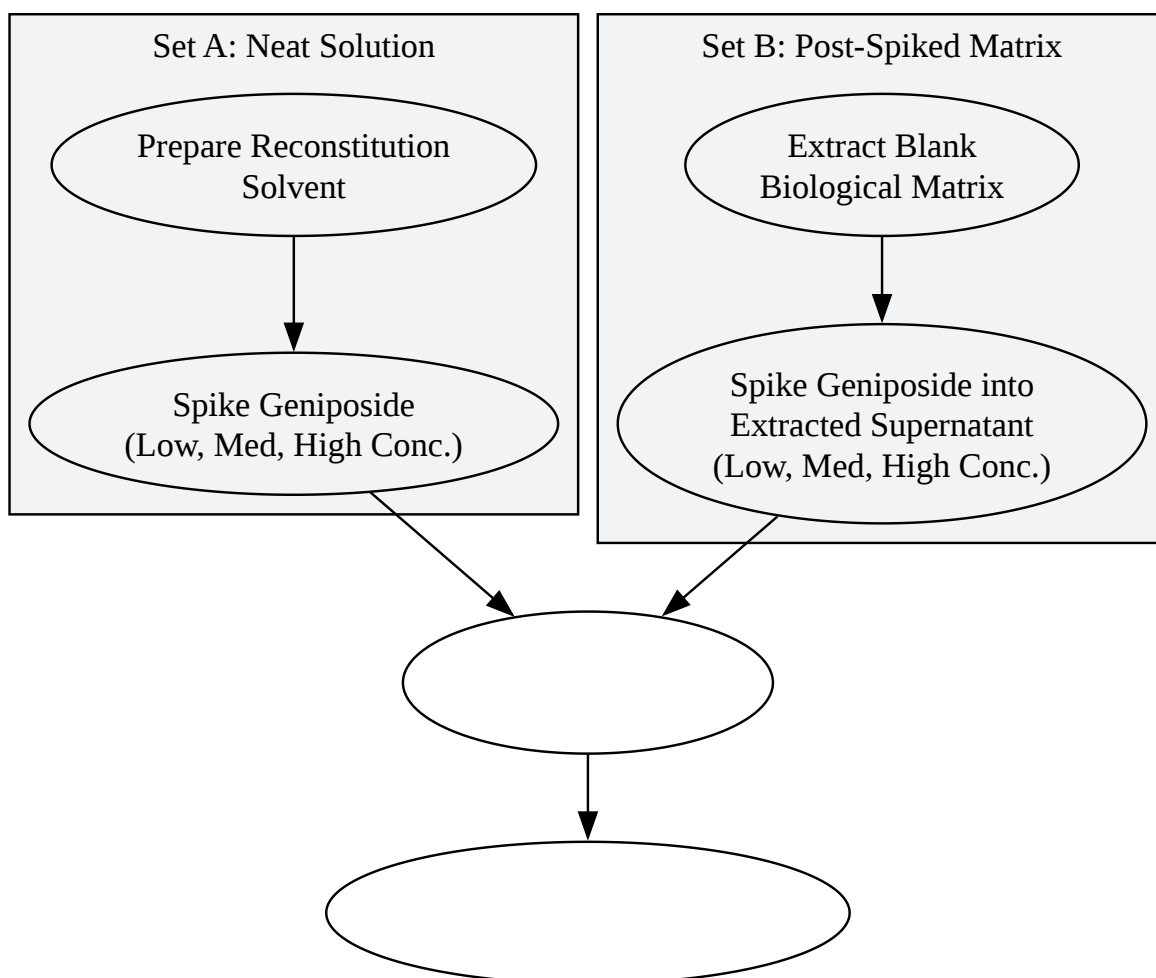 Set A: Neat Solution
Prepare Reconstitution
Solvent
Spike Geniposide
(Low, Med, High Conc.)
Set B: Post-Spiked Matrix
Extract Blank
Biological Matrix
Spike Geniposide into
Extracted Supernatant
(Low, Med, High Conc.)